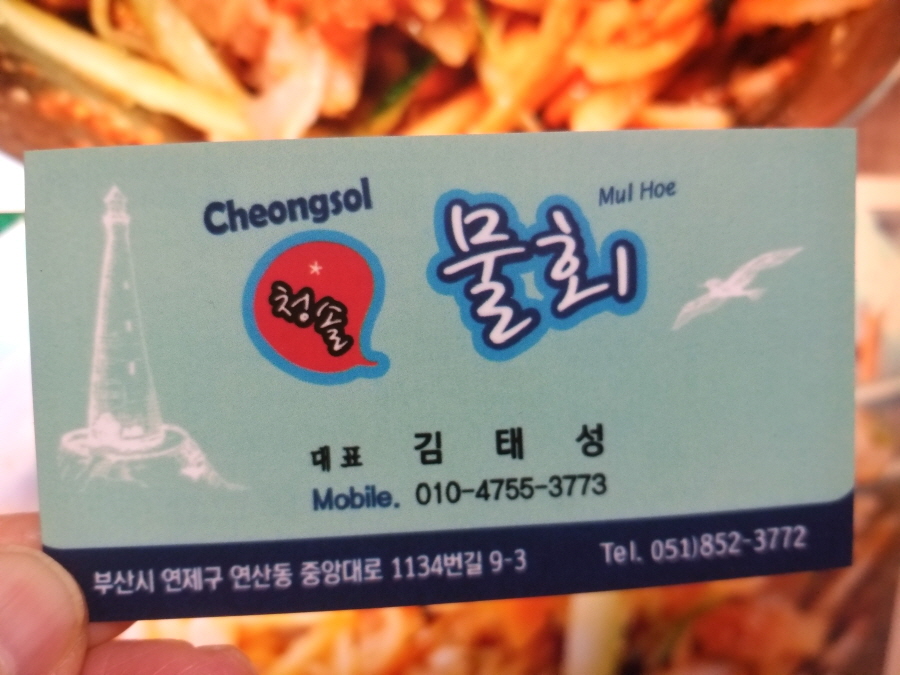 Cheongsol
청솔
물회
Mul Hoe
대표 김 태 성
Mobile. 010-4755-3773
부산시 연제구 연산동 중앙대로 1134번길 9-3
Tel. 051)852-3772